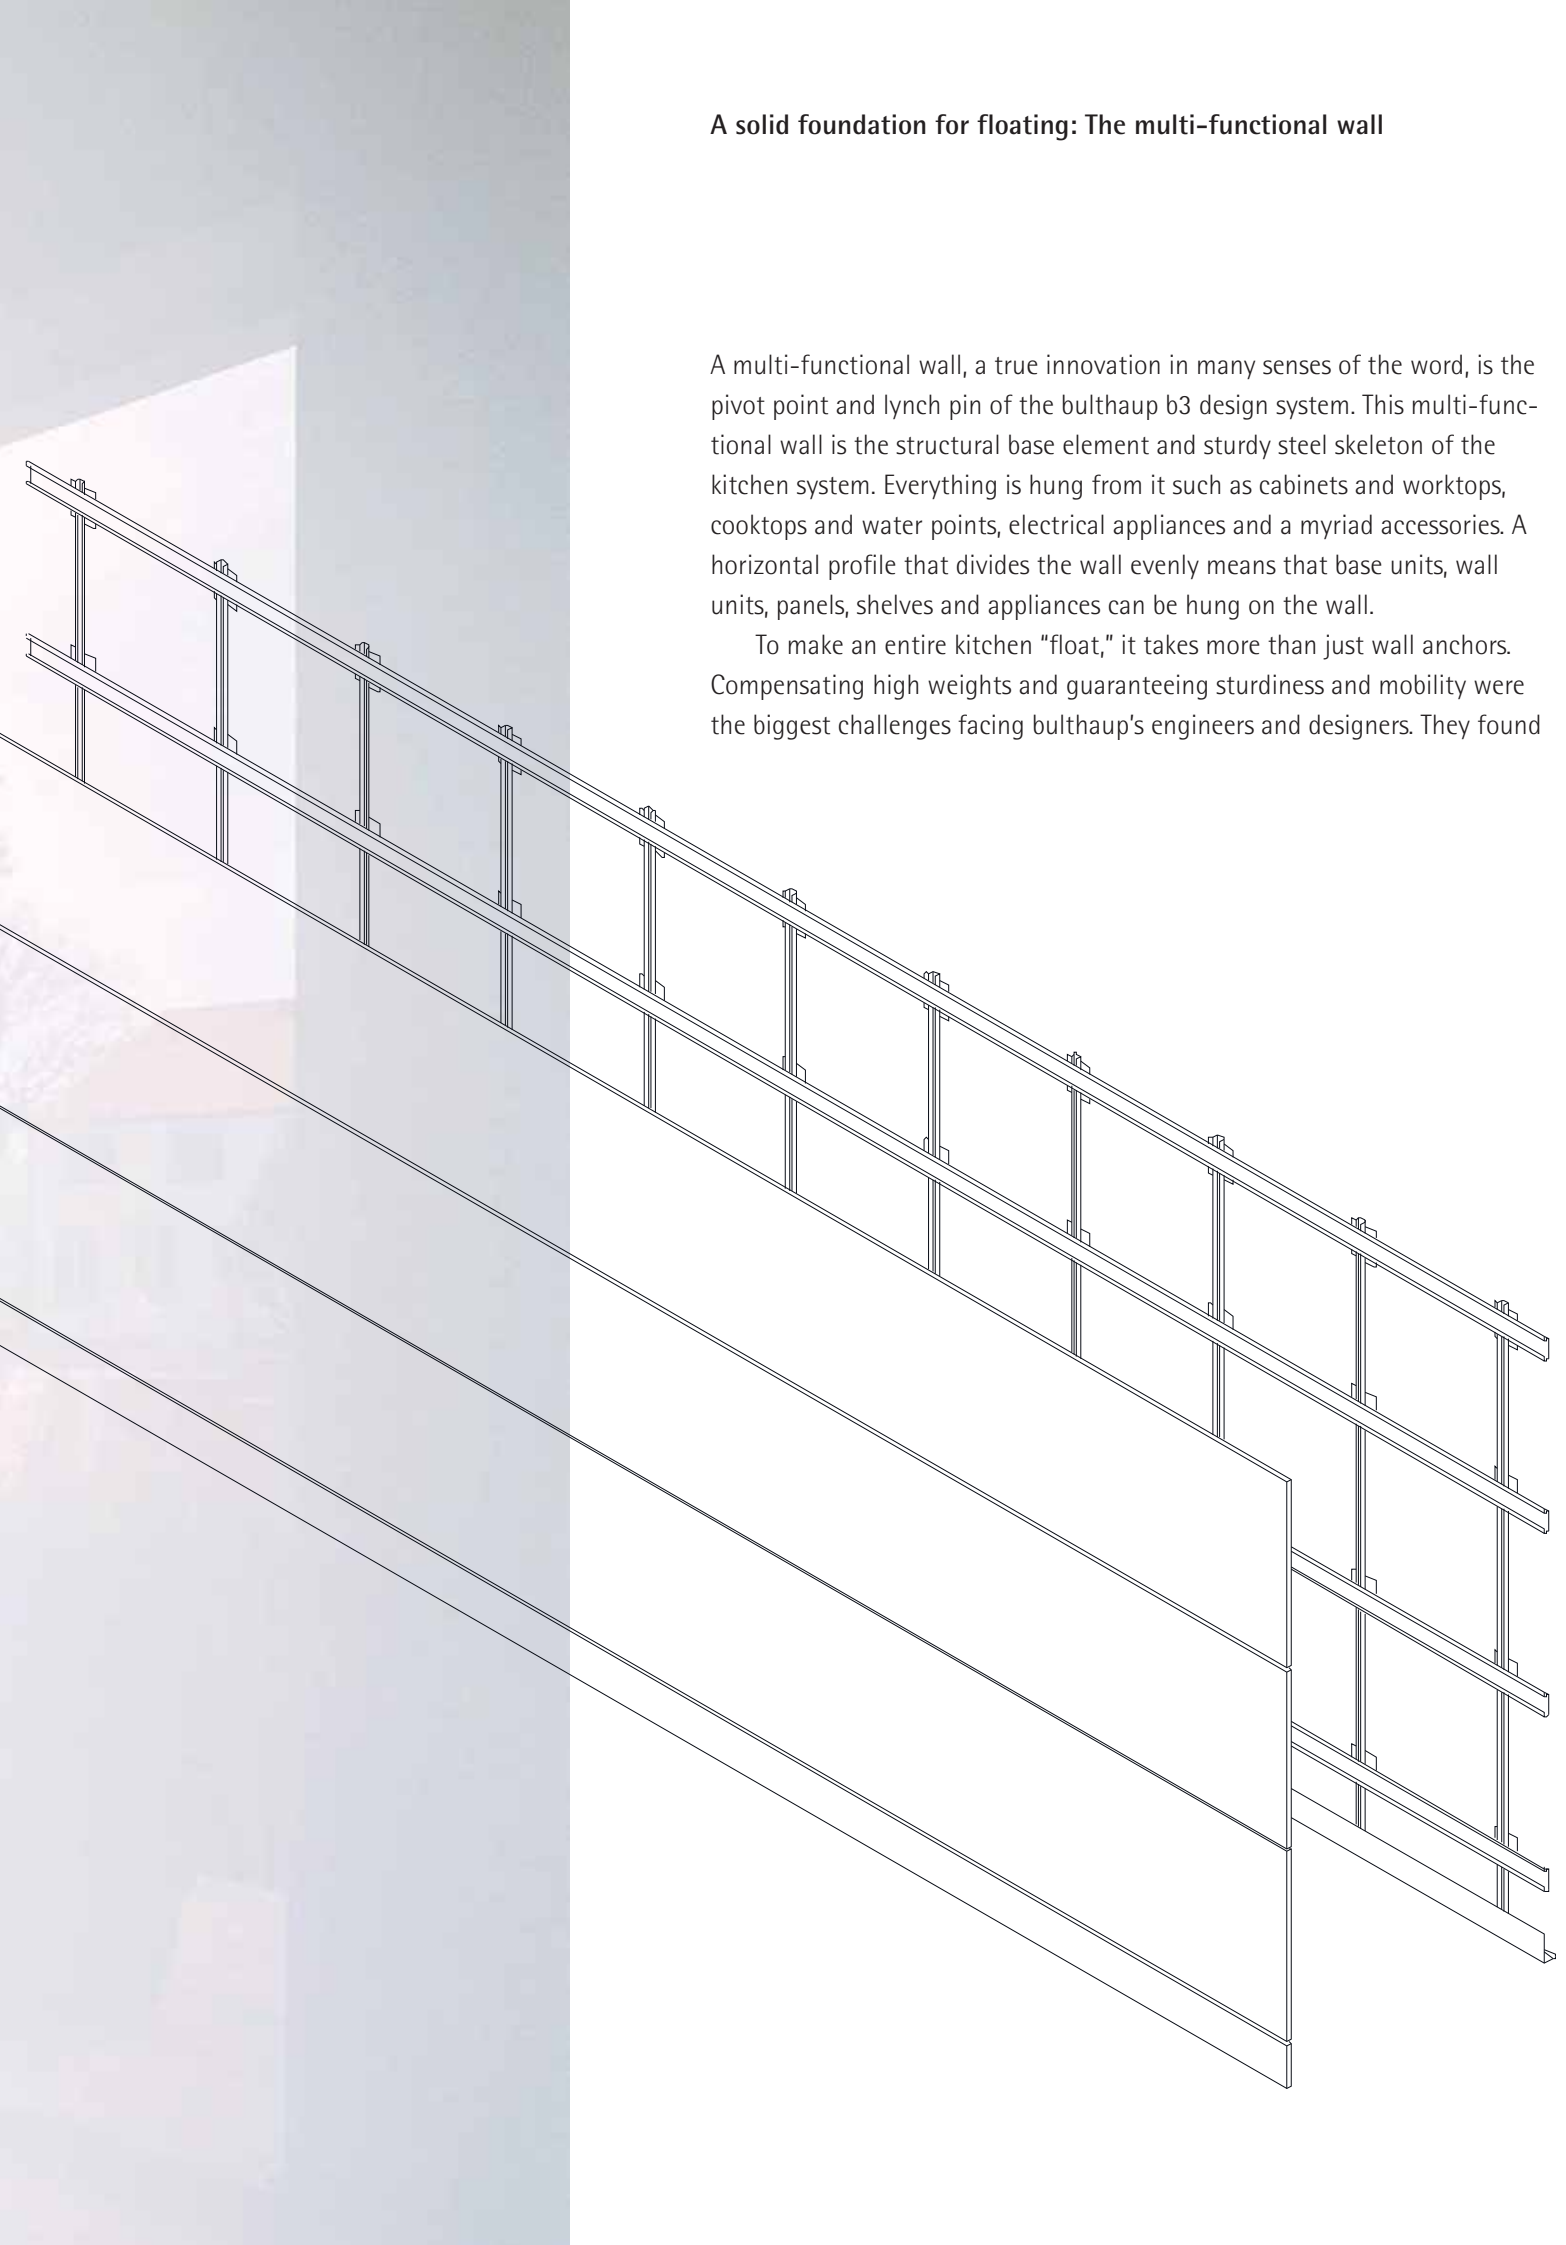 A solid foundation for floating: The multi-functional wall
A multi-functional wall, a true innovation in many senses of the word, is the
pivot point and lynch pin of the bulthaup b3 design system. This multi-func-
tional wall is the structural base element and sturdy steel skeleton of the
kitchen system. Everything is hung from it such as cabinets and worktops,
cooktops and water points, electrical appliances and a myriad accessories. A
horizontal profile that divides the wall evenly means that base units, wall
units, panels, shelves and appliances can be hung on the wall.
To make an entire kitchen “float,” it takes more than just wall anchors.
Compensating high weights and guaranteeing sturdiness and mobility were
the biggest challenges facing bulthaup’s engineers and designers. They found